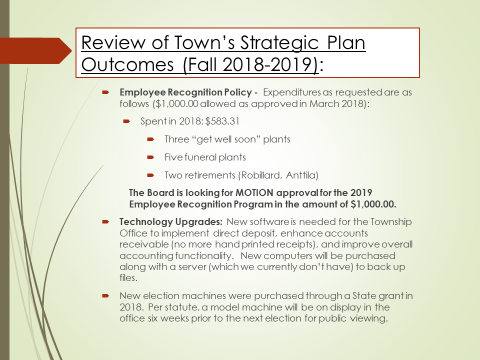 Review of Town's Strategic Plan
Outcomes (Fall 2018-2019):
Employee Recognition Policy - Expenditures as requested are as
follows ($1,000.00 allowed as approved in March 2018):
Spent in 2018: $583.31
Three "get well soon" plants
Five funeral plants
Two retirements (Robillard, Anttila)
The Board is looking for MOTION approval for the 2019
Employee Recognition Program in the amount of $1,000.00.
Technology Upgrades: New software is needed for the Township
Office to implement direct deposit, enhance accounts
receivable (no more hand printed receipts), and improve overall
accounting functionality. New computers will be purchased
along with a server (which we currently don't have) to back up
files.
New election machines were purchased through a State grant in
2018. Per statute, a model machine will be on display in the
office six weeks prior to the next election for public viewing.